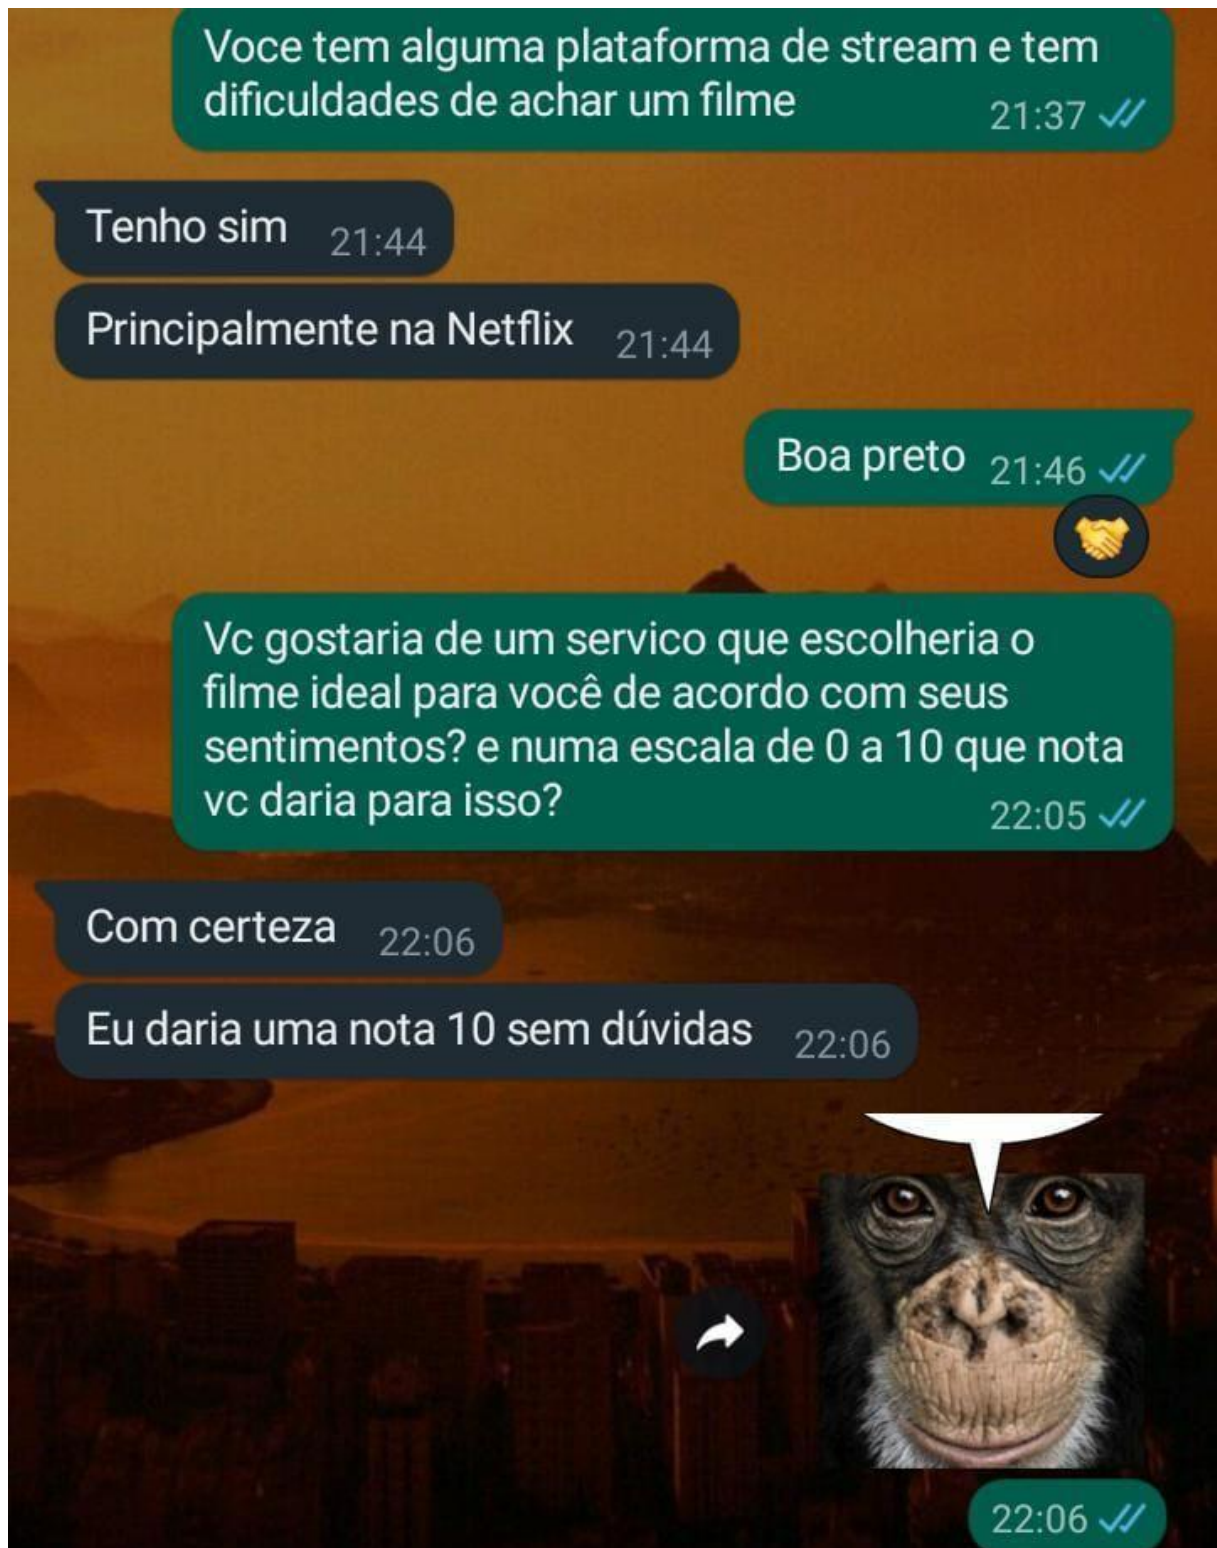 Voce tem alguma plataforma de stream e tem
dificuldades de achar um filme
21:37
Tenho sim
21:44
Principalmente na Netflix
21:44
Boa preto
21:46
Vc gostaria de um servico que escolheria o
filme ideal para você de acordo com seus
sentimentos? e numa escala de 0 a 10 que nota
vc daria para isso?
22:05
Com certeza
22:06
Eu daria uma nota 10 sem dúvidas
22:06
22:06